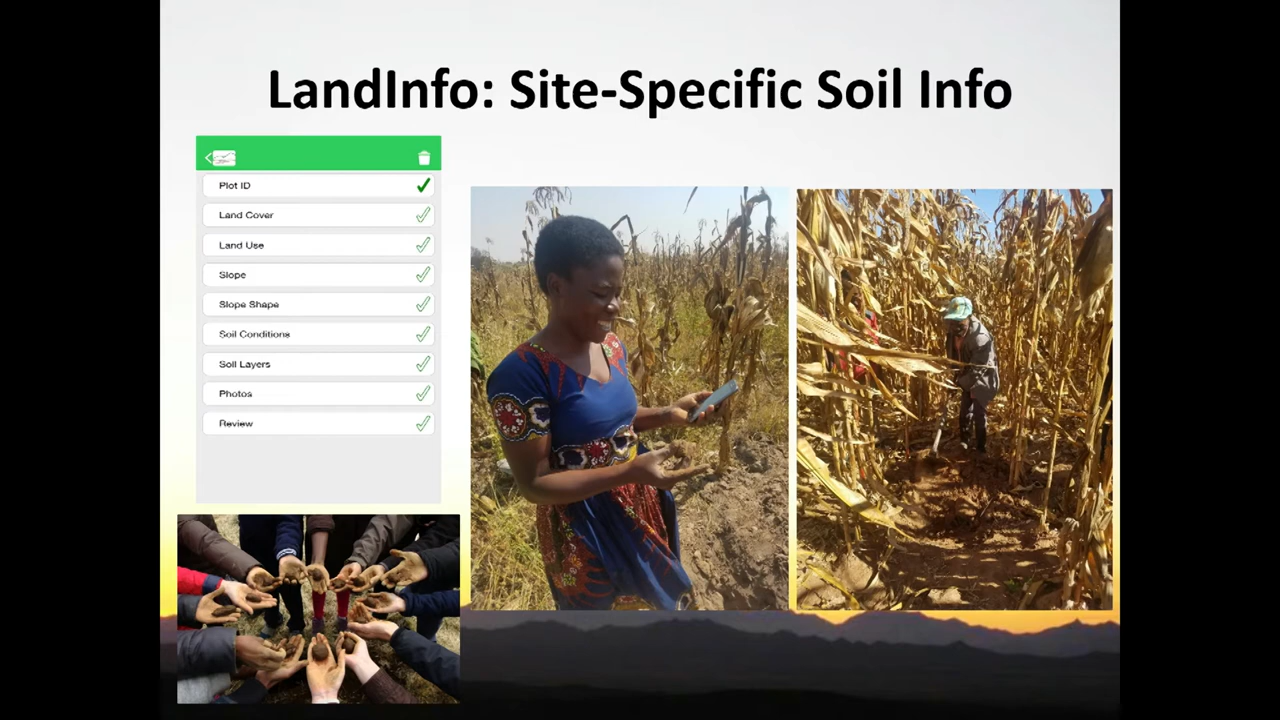 LandInfo: Site-Specific Soil Info
Plot ID
Land Cover
Land Use
Slope
Slope Shape
Soil Conditions
Soil Layers
Photos
Review